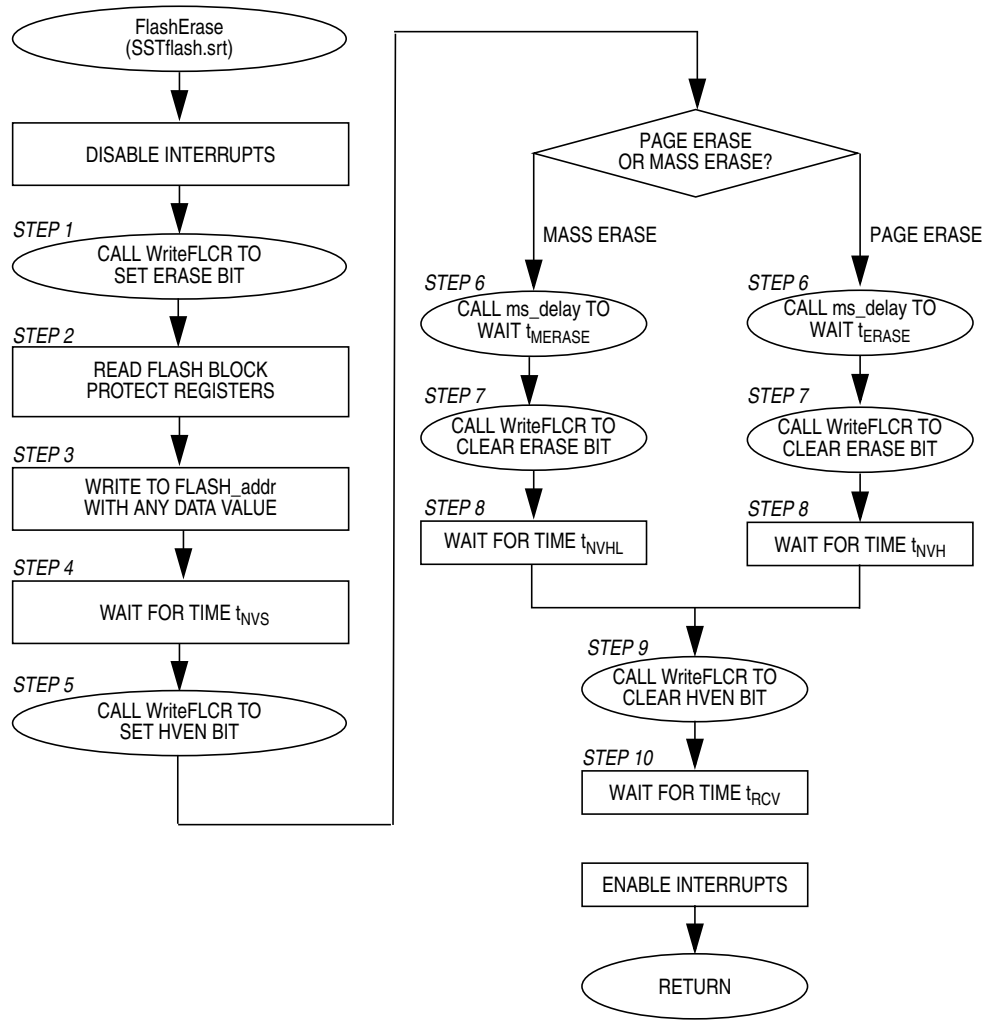 FlashErase
(SSTflash.srt)
DISABLE INTERRUPTS
STEP 1
CALL WriteFLCR TO
SET ERASE BIT
STEP 2
READ FLASH BLOCK
PROTECT REGISTERS
STEP 3
WRITE TO FLASH_addr
WITH ANY DATA VALUE
STEP 4
WAIT FOR TIME tNVS
STEP 5
CALL WriteFLCR TO
SET HVEN BIT
PAGE ERASE
OR MASS ERASE?
MASS ERASE
STEP 6
CALL ms_delay TO
WAIT tMERASE
STEP 7
CALL WriteFLCR TO
CLEAR ERASE BIT
STEP 8
WAIT FOR TIME tNVHL
PAGE ERASE
STEP 6
CALL ms_delay TO
WAIT tERASE
STEP 7
CALL WriteFLCR TO
CLEAR ERASE BIT
STEP 8
WAIT FOR TIME tNVH
STEP 9
CALL WriteFLCR TO
CLEAR HVEN BIT
STEP 10
WAIT FOR TIME tRCV
ENABLE INTERRUPTS
RETURN